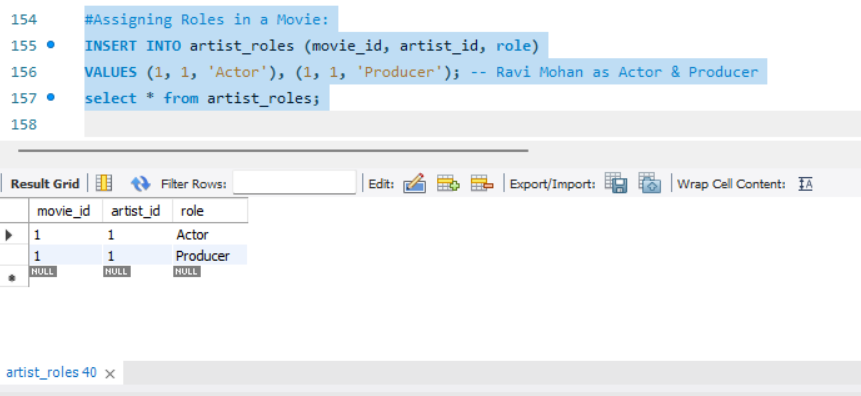 154 #Assigning Roles in a Movie:
155 INSERT INTO artist_roles (movie_id, artist_id, role)
156 VALUES (1, 1, 'Actor'), (1, 1, 'Producer'); -- Ravi Mohan as Actor & Producer
157 select * from artist_roles;
158
Result Grid Filter Rows: Edit: Export/Import: Wrap Cell Content: IA
movie_id artist_id role
1 1 Actor
1 1 Producer
NULL NULL NULL
artist_roles 40